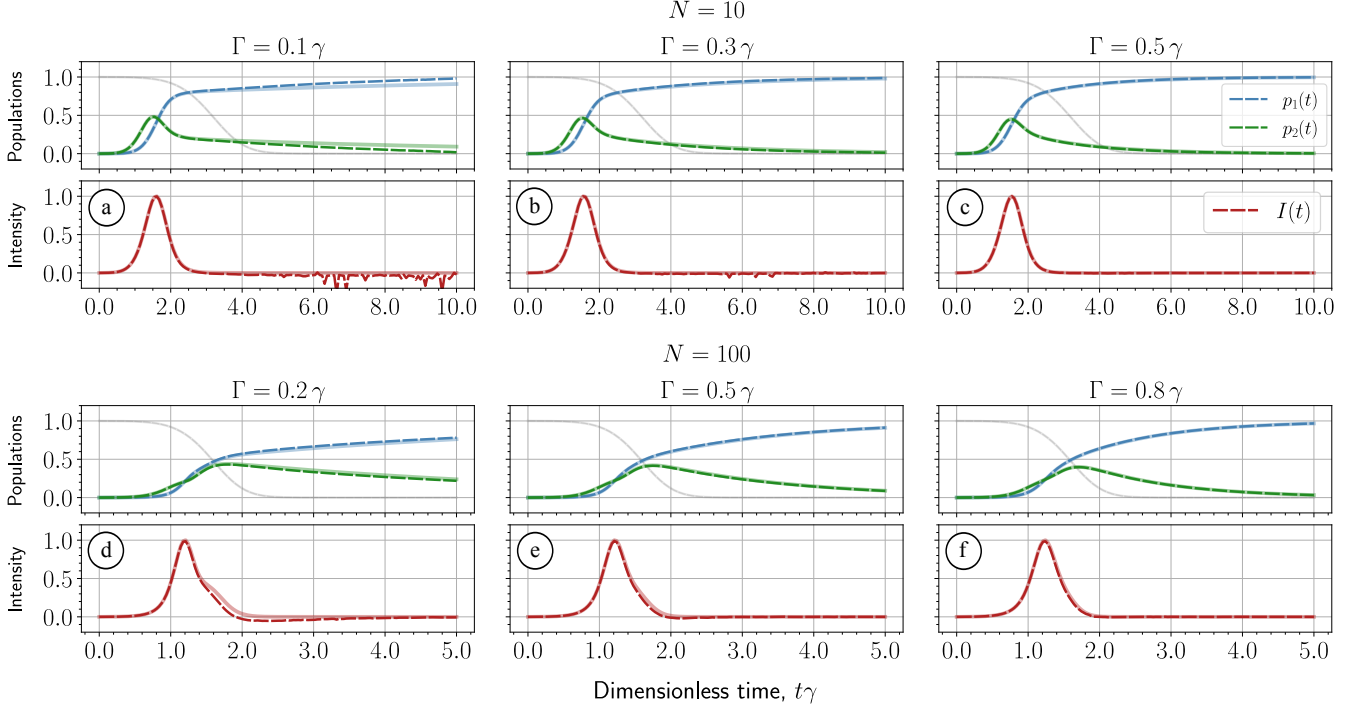 N = 10
Γ = 0.1 γ
Γ = 0.3 γ
Γ = 0.5 γ
Populations
1.0
0.5
0.0
p₁(t)
p₂(t)
Intensity
1.0
0.5
0.0
a
b
c
I(t)
0.0 2.0 4.0 6.0 8.0 10.0
0.0 2.0 4.0 6.0 8.0 10.0
0.0 2.0 4.0 6.0 8.0 10.0
N = 100
Γ = 0.2 γ
Γ = 0.5 γ
Γ = 0.8 γ
Populations
1.0
0.5
0.0
Intensity
1.0
0.5
0.0
d
e
f
0.0 1.0 2.0 3.0 4.0 5.0
0.0 1.0 2.0 3.0 4.0 5.0
0.0 1.0 2.0 3.0 4.0 5.0
Dimensionless time, tγ